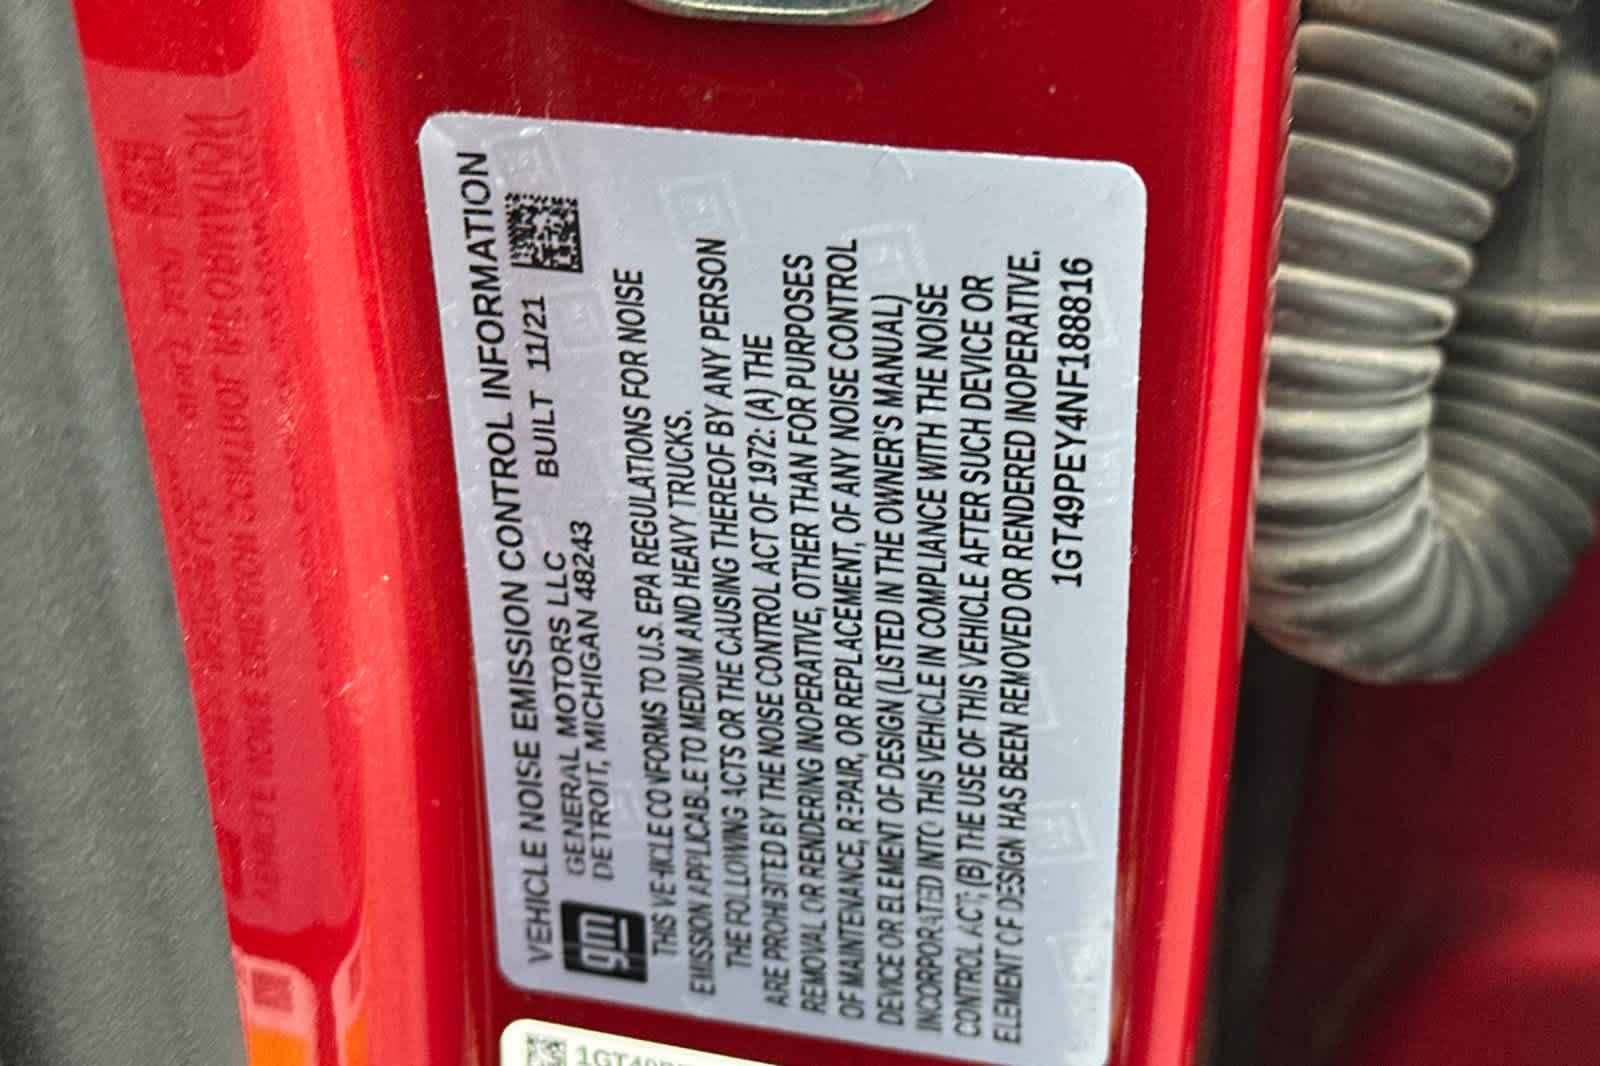 VEHICLE NOISE EMISSION CONTROL INFORMATION
gm
GENERAL MOTORS LLC BUILT 11/21
DETROIT, MICHIGAN 48243
THIS VEHICLE CONFORMS TO U.S. EPA REGULATIONS FOR NOISE
EMISSION APPLICABLE TO MEDIUM AND HEAVY TRUCKS.
THE FOLLOWING ACTS OR THE CAUSING THEREOF BY ANY PERSON
ARE PROHIBITED BY THE NOISE CONTROL ACT OF 1972: (A) THE
REMOVAL OR RENDERING INOPERATIVE, OTHER THAN FOR PURPOSES
OF MAINTENANCE, REPAIR, OR REPLACEMENT, OF ANY NOISE CONTROL
DEVICE OR ELEMENT OF DESIGN (LISTED IN THE OWNER'S MANUAL)
INCORPORATED INTO THIS VEHICLE IN COMPLIANCE WITH THE NOISE
CONTROL ACT; (B) THE USE OF THIS VEHICLE AFTER SUCH DEVICE OR
ELEMENT OF DESIGN HAS BEEN REMOVED OR RENDERED INOPERATIVE.
1GT49PEY4NF188816